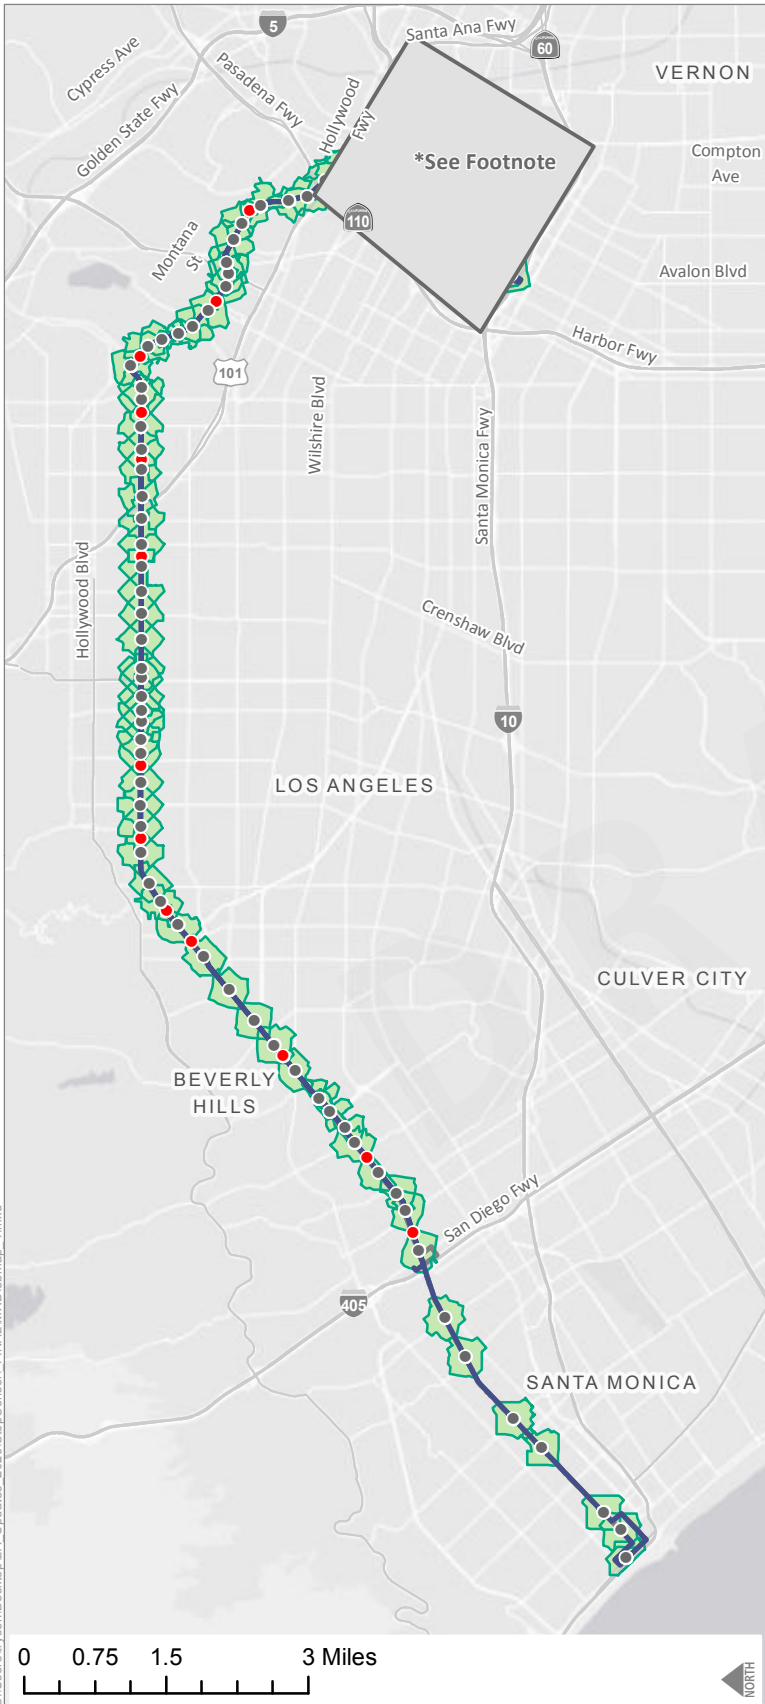 5
Santa Ana Fwy
CALIFORNIA
60
VERNON
Cypress Ave
Pasadena Fwy
Golden State Fwy
Hollywood
Fwy
*See Footnote
Compton
Ave
110
Montana
St
Avalon Blvd
Harbor Fwy
101
Wilshire Blvd
Santa Monica Fwy
Hollywood Blvd
Crenshaw Blvd
10
LOS ANGELES
CULVER CITY
BEVERLY
HILLS
San Diego Fwy
405
SANTA MONICA
0 0.75 1.5 3 Miles
NORTH